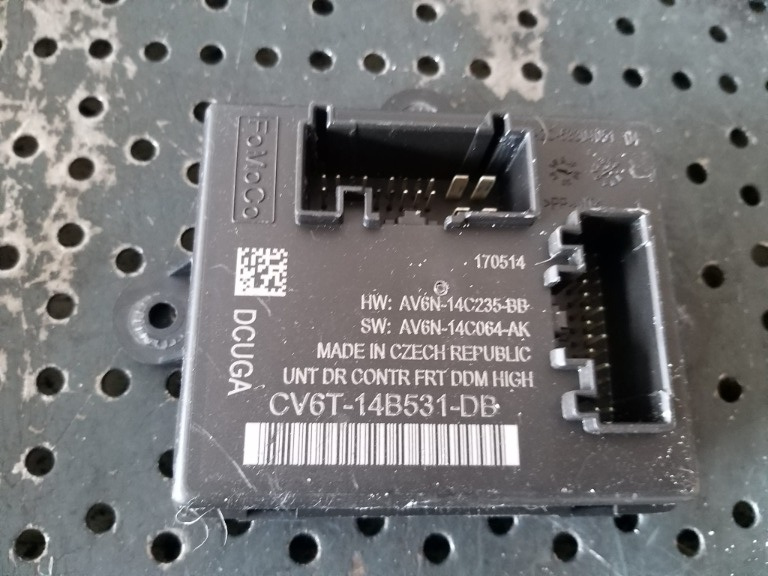 FoMoCo
170514
HW: AV6N-14C235-BB
SW: AV6N-14C064-AK
MADE IN CZECH REPUBLIC
UNT DR CONTR FRT DDM HIGH
CV6T-14B531-DB
DCUGA